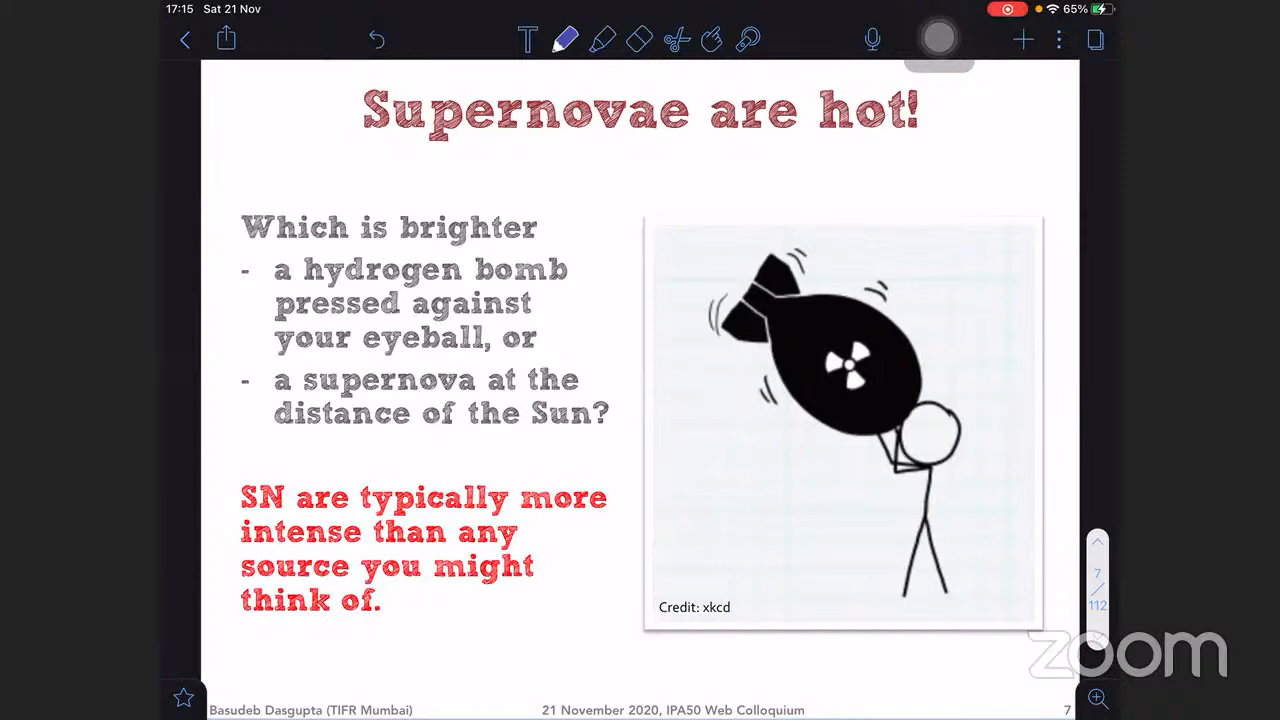 17:15 Sat 21 Nov
65%
T
Supernovae are hot!
Which is brighter
- a hydrogen bomb
pressed against
your eyeball, or
- a supernova at the
distance of the Sun?
SN are typically more
intense than any
source you might
think of.
Credit: xkcd
7
/
112
zoom
Basudeb Dasgupta (TIFR Mumbai) 21 November 2020, IPA50 Web Colloquium 7